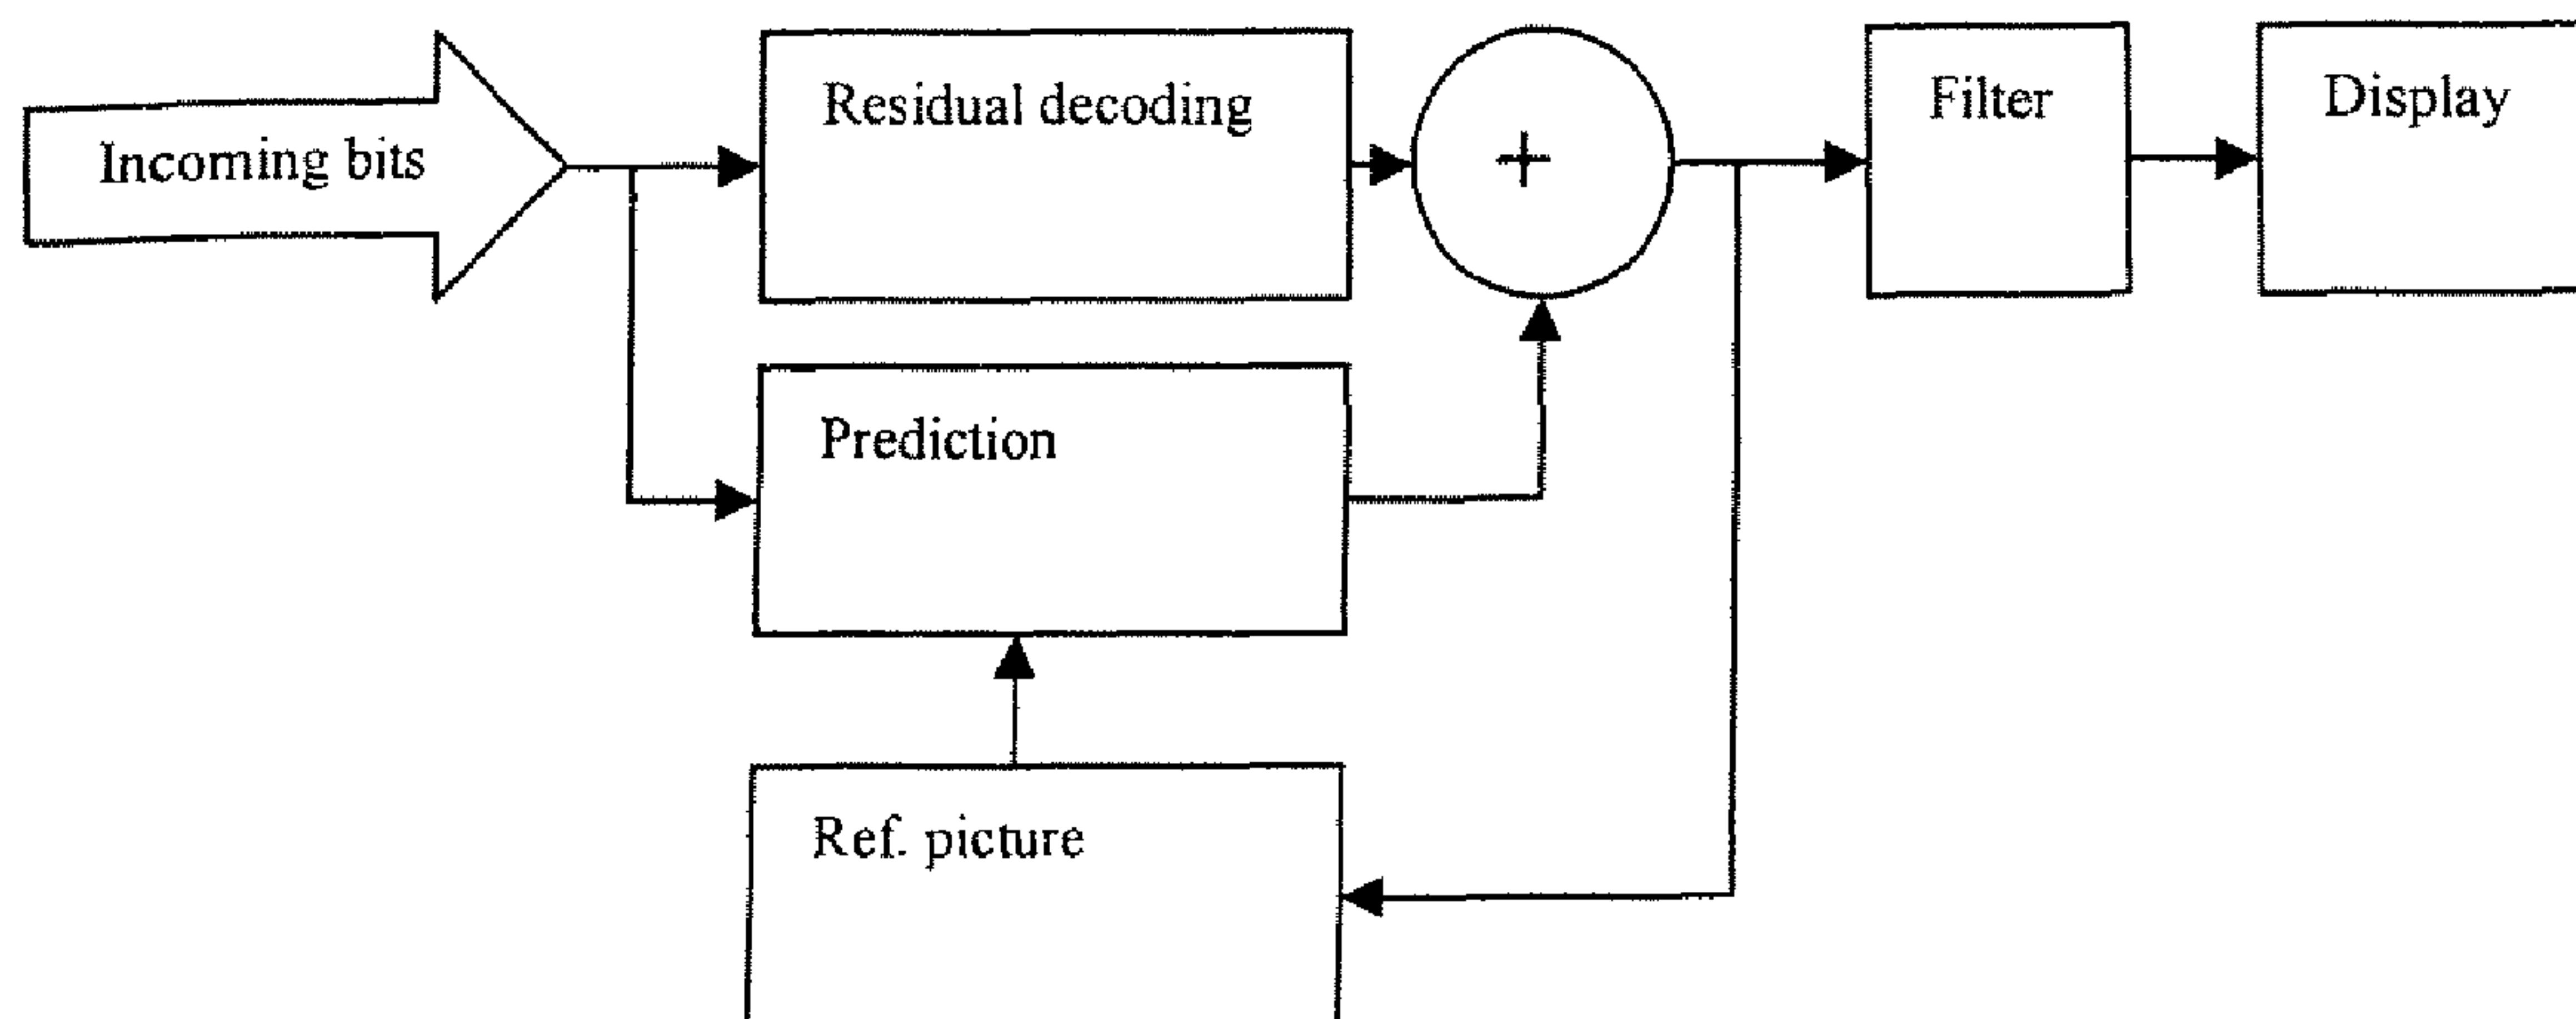 Incoming bits
Residual decoding
+
Filter
Display
Prediction
Ref. picture